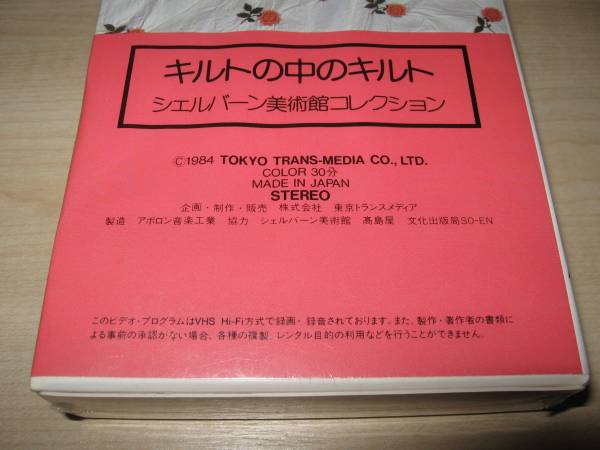 キルトの中のキルト
シェルバーン美術館コレクション
©1984 TOKYO TRANS-MEDIA CO., LTD.
COLOR 30分
MADE IN JAPAN
STEREO
企画・制作・販売 株式会社 東京トランスメディア
製造 アポロン音楽工業 協力 シェルバーン美術館 髙島屋 文化出版局SO-EN
このビデオ・プログラムはVHS Hi-Fi方式で録画・録音されております。また、製作・著作者の書類に
よる事前の承認がない場合、各種の複製、レンタル目的の利用などを行うことができません。